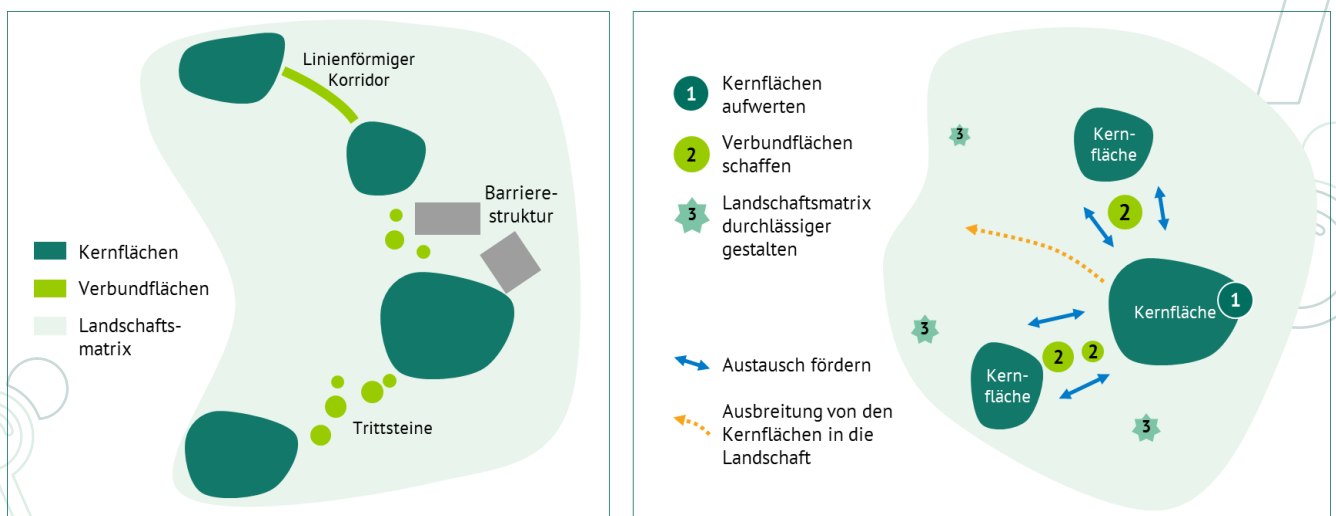 Linienförmiger
Korridor
Barriere-
struktur
Kernflächen
Verbundflächen
Landschafts-
matrix
Trittsteine
1
Kernflächen
aufwerten
2
Verbundflächen
schaffen
3
Landschaftsmatrix
durchlässiger
gestalten
Austausch fördern
Ausbreitung von den
Kernflächen in die
Landschaft
3
Kern-
fläche
2
Kernfläche
1
3
2
2
Kern-
fläche
3